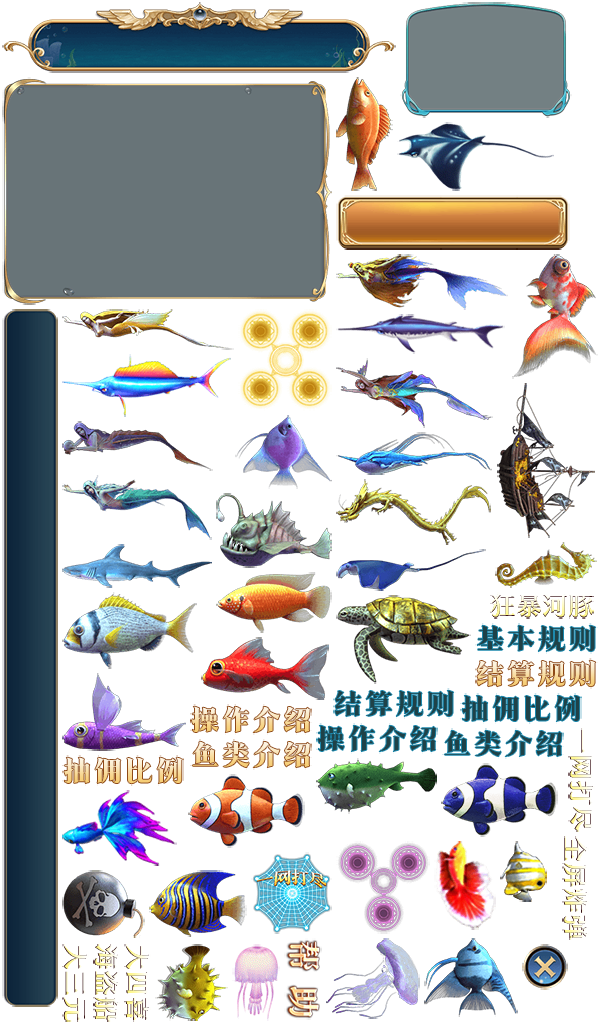 狂暴河豚
基本规则
结算规则
结算规则
抽佣比例
操作介绍
操作介绍
鱼类介绍
鱼类介绍
抽佣比例
一网打尽
全屏炸弹
一网打尽
大四喜
海盗船
大三元
帮助